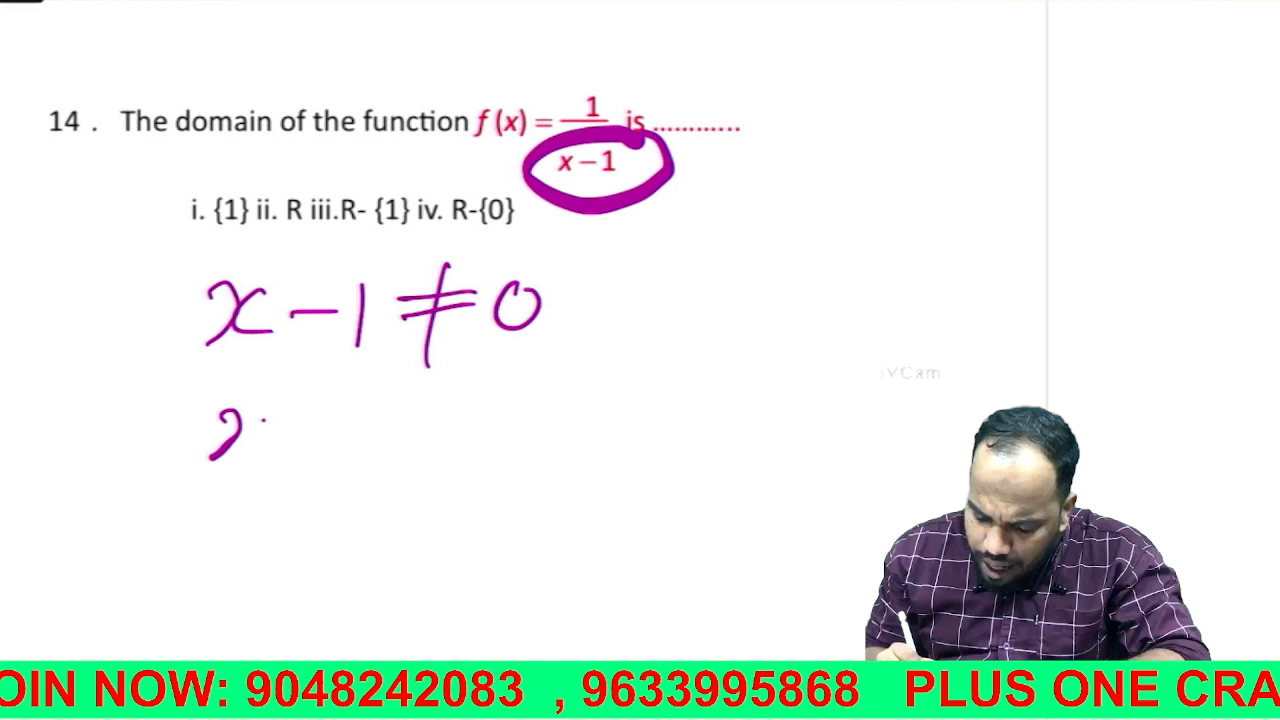 14 . The domain of the function f (x) = 1 / x – 1 is ............
i. {1} ii. R iii.R- {1} iv. R-{0}
x – 1 ≠ 0
iVCam
OIN NOW: 9048242083 , 9633995868 PLUS ONE CRA